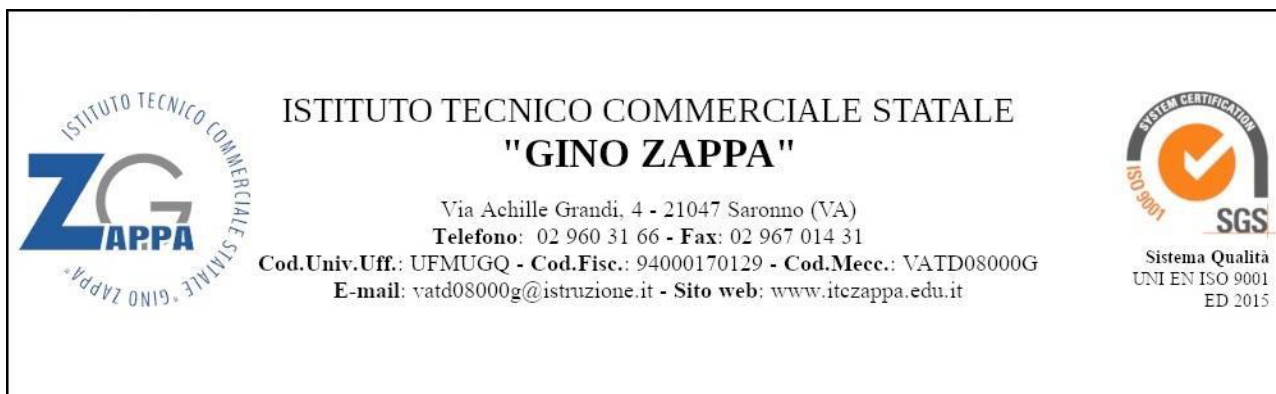 ISTITUTO TECNICO COMMERCIALE STATALE "GINO ZAPPA"
ZG
APPA
ISTITUTO TECNICO COMMERCIALE STATALE
"GINO ZAPPA"
Via Achille Grandi, 4 - 21047 Saronno (VA)
Telefono: 02 960 31 66 - Fax: 02 967 014 31
Cod.Univ.Uff.: UFMUGQ - Cod.Fisc.: 94000170129 - Cod.Mecc.: VATD08000G
E-mail: vatd08000g@istruzione.it - Sito web: www.itczappa.edu.it
SYSTEM CERTIFICATION
ISO 9001
SGS
Sistema Qualità
UNI EN ISO 9001
ED 2015